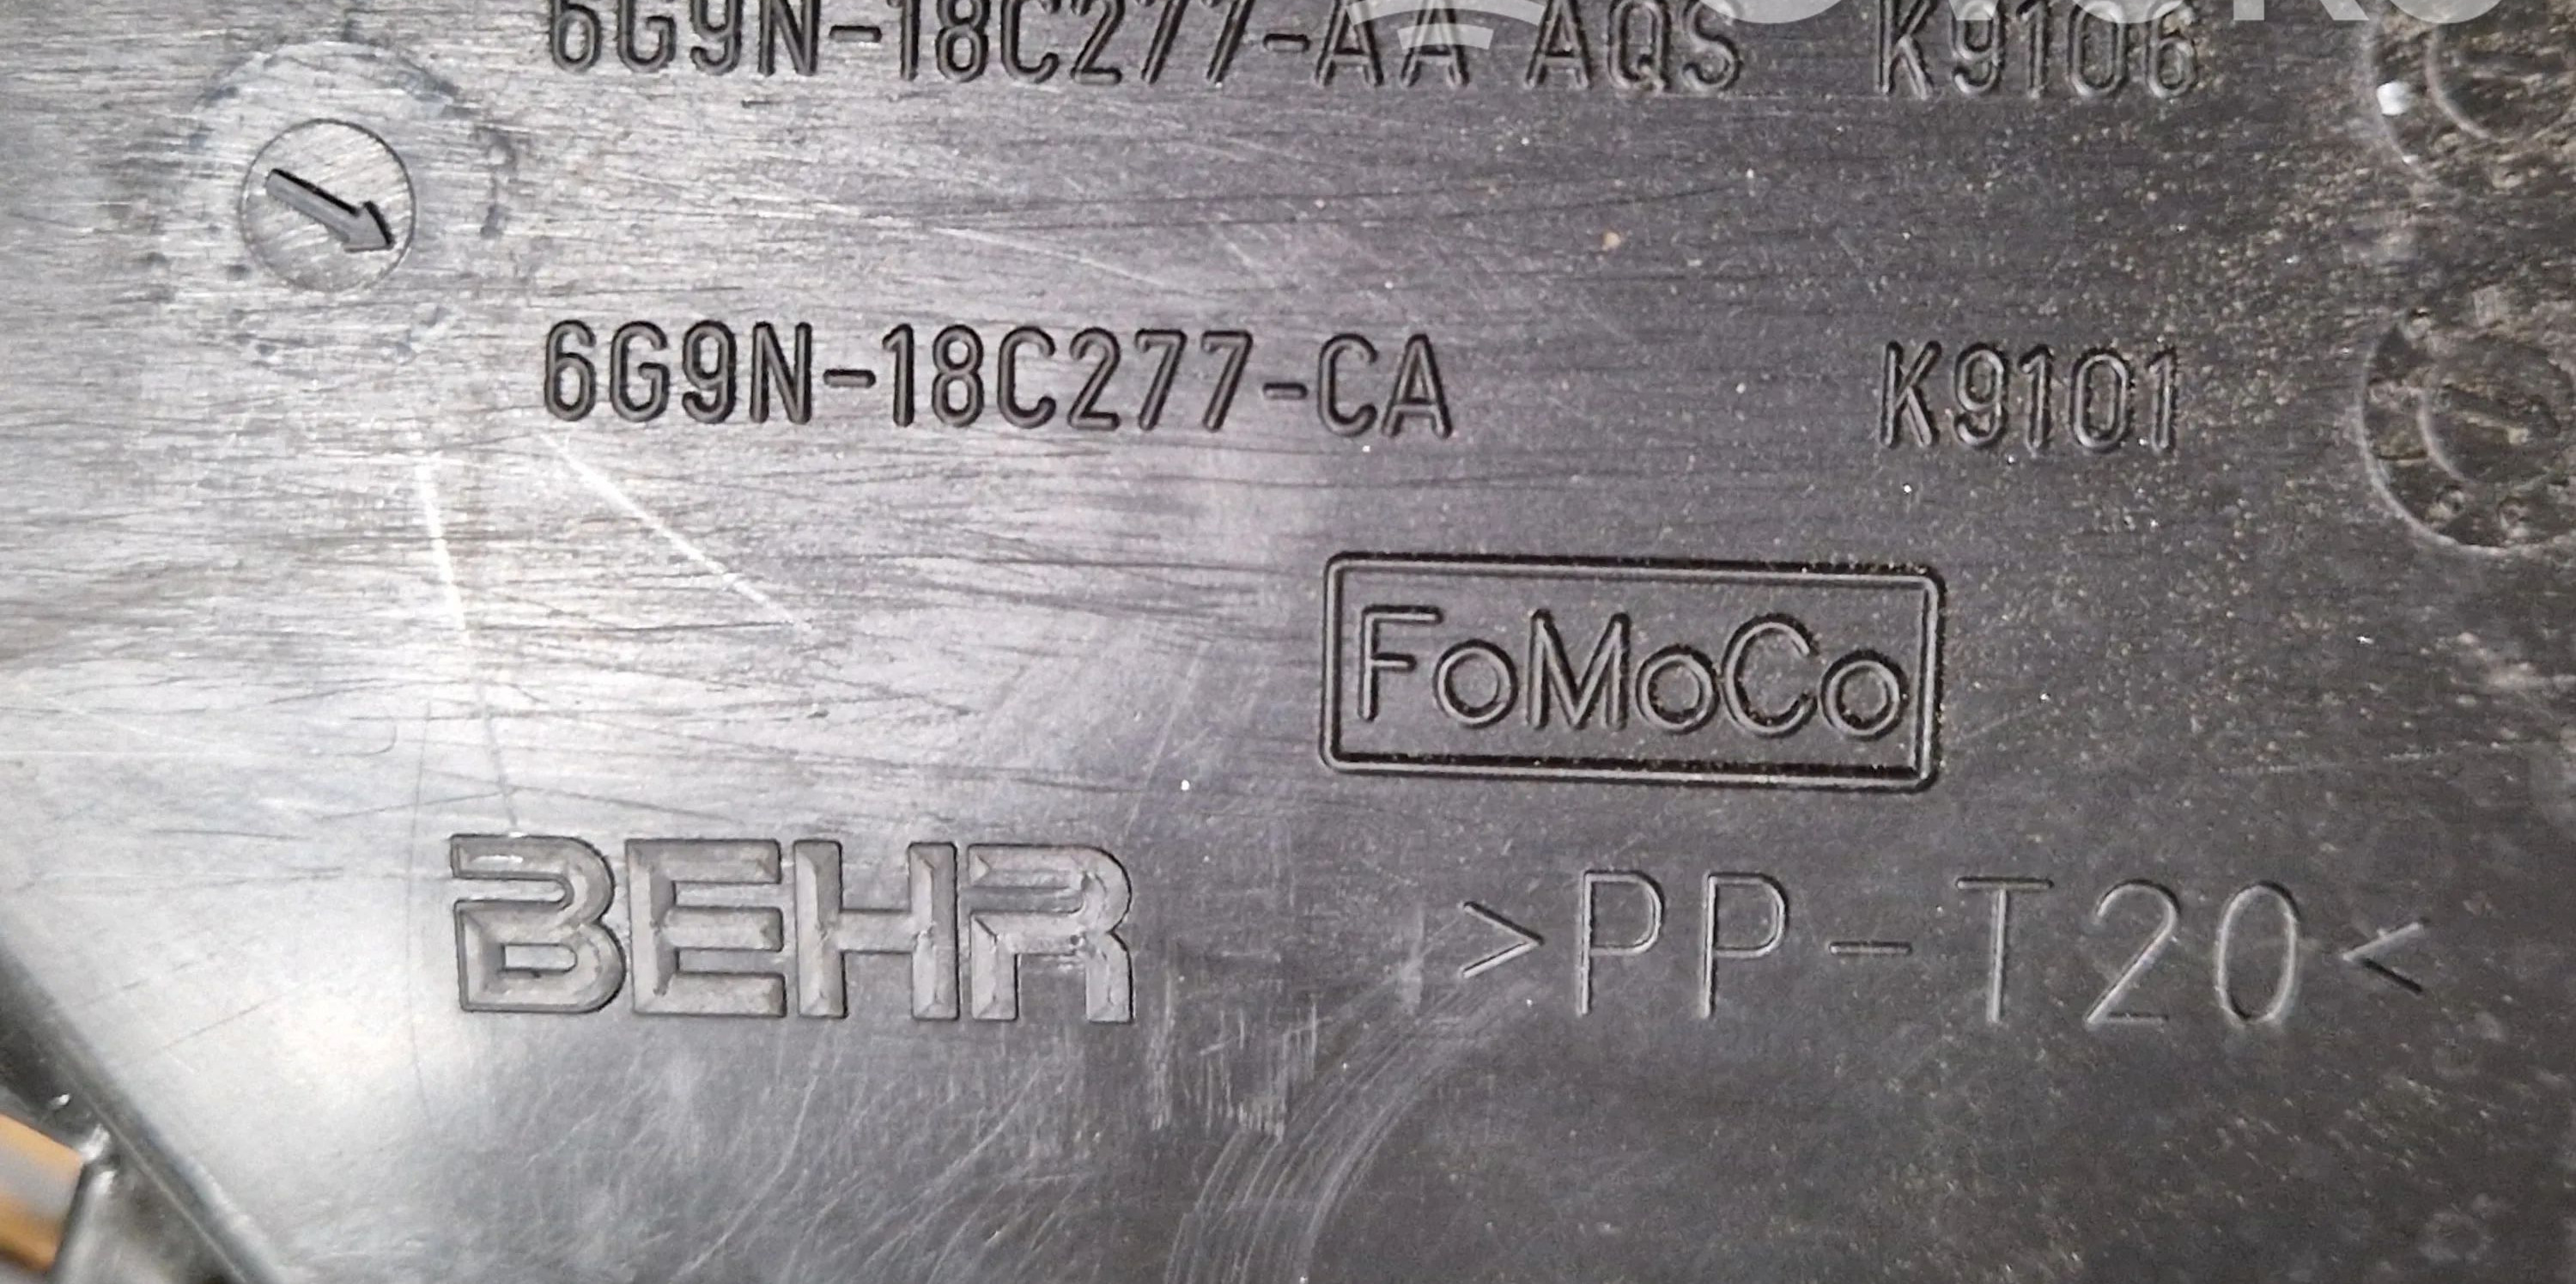 6G9N-18C277-AA AQS K9106
6G9N-18C277-CA K9101
FoMoCo
BEHR
>PP-T20<